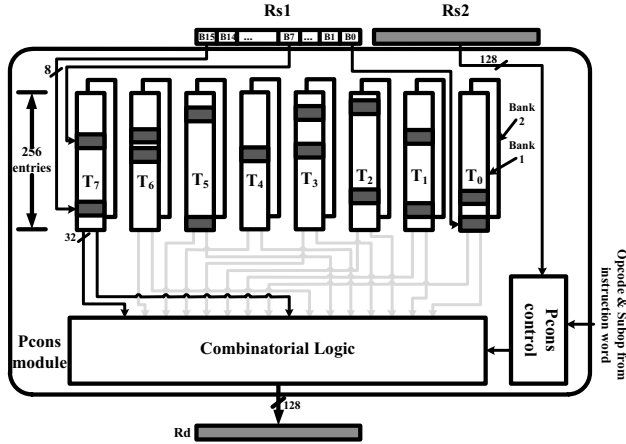 Rs1
Rs2
B15 B14 ... B7 ... B1 B0
8
128
256
entries
T7
T6
T5
T4
T3
T2
T1
T0
Bank
2
Bank
1
32
Opcode & Subop from
instruction word
Pcons
control
Pcons
module
Combinatorial Logic
128
Rd